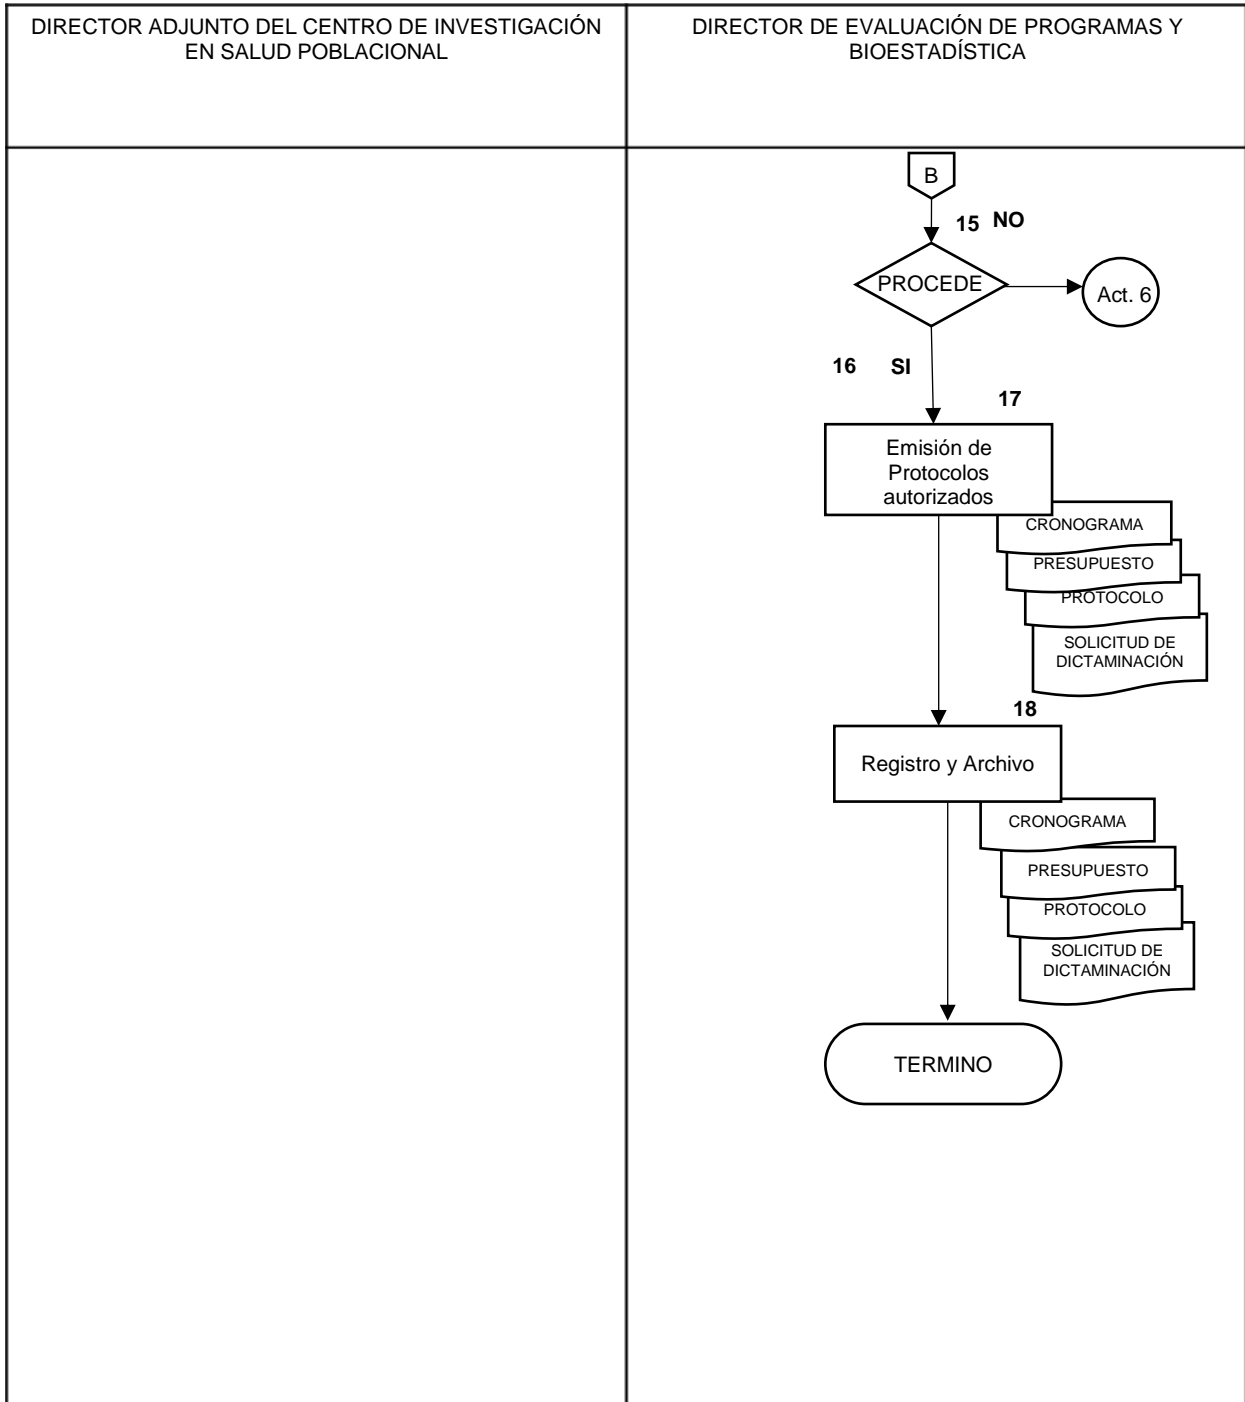 DIRECTOR ADJUNTO DEL CENTRO DE INVESTIGACIÓN
EN SALUD POBLACIONAL
DIRECTOR DE EVALUACIÓN DE PROGRAMAS Y
BIOESTADÍSTICA
B
15 NO
PROCEDE
Act. 6
16 SI
17
Emisión de
Protocolos
autorizados
CRONOGRAMA
PRESUPUESTO
PROTOCOLO
SOLICITUD DE
DICTAMINACIÓN
18
Registro y Archivo
CRONOGRAMA
PRESUPUESTO
PROTOCOLO
SOLICITUD DE
DICTAMINACIÓN
TERMINO